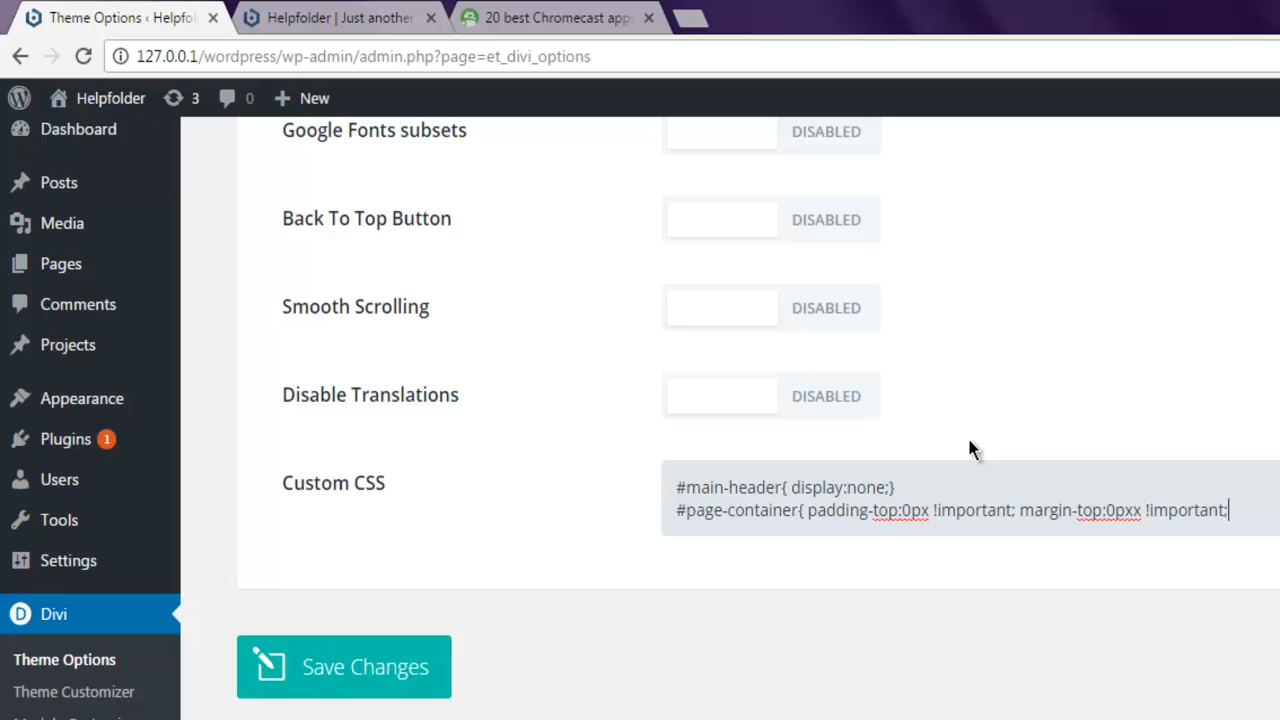 Theme Options ‹ Helpfol
Helpfolder | Just another
20 best Chromecast apps
127.0.0.1/wordpress/wp-admin/admin.php?page=et_divi_options
Helpfolder
3
0
New
Dashboard
Posts
Media
Pages
Comments
Projects
Appearance
Plugins 1
Users
Tools
Settings
Divi
Theme Options
Theme Customizer
Google Fonts subsets
DISABLED
Back To Top Button
DISABLED
Smooth Scrolling
DISABLED
Disable Translations
DISABLED
Custom CSS
#main-header{ display:none;}
#page-container{ padding-top:0px !important; margin-top:0pxx !important;
Save Changes